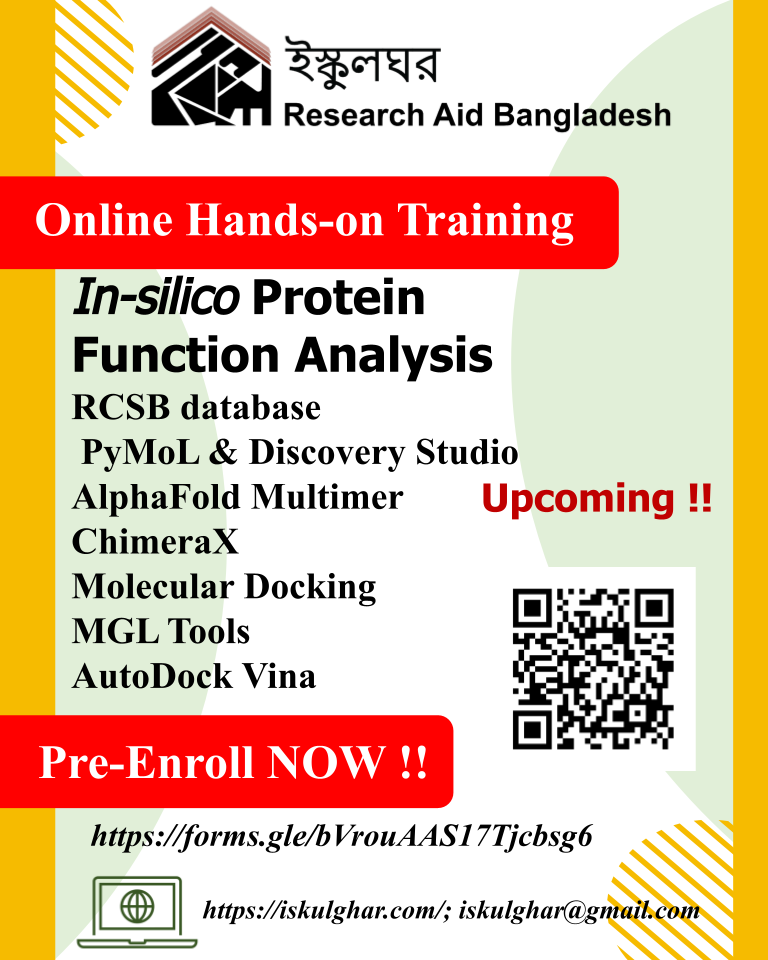 ইস্কুলঘর
Research Aid Bangladesh
Online Hands-on Training
In-silico Protein
Function Analysis
RCSB database
PyMoL & Discovery Studio
AlphaFold Multimer
Upcoming !!
ChimeraX
Molecular Docking
MGL Tools
AutoDock Vina
Pre-Enroll NOW !!
https://forms.gle/bVrouAAS17Tjcbsg6
https://iskulghar.com/; iskulghar@gmail.com